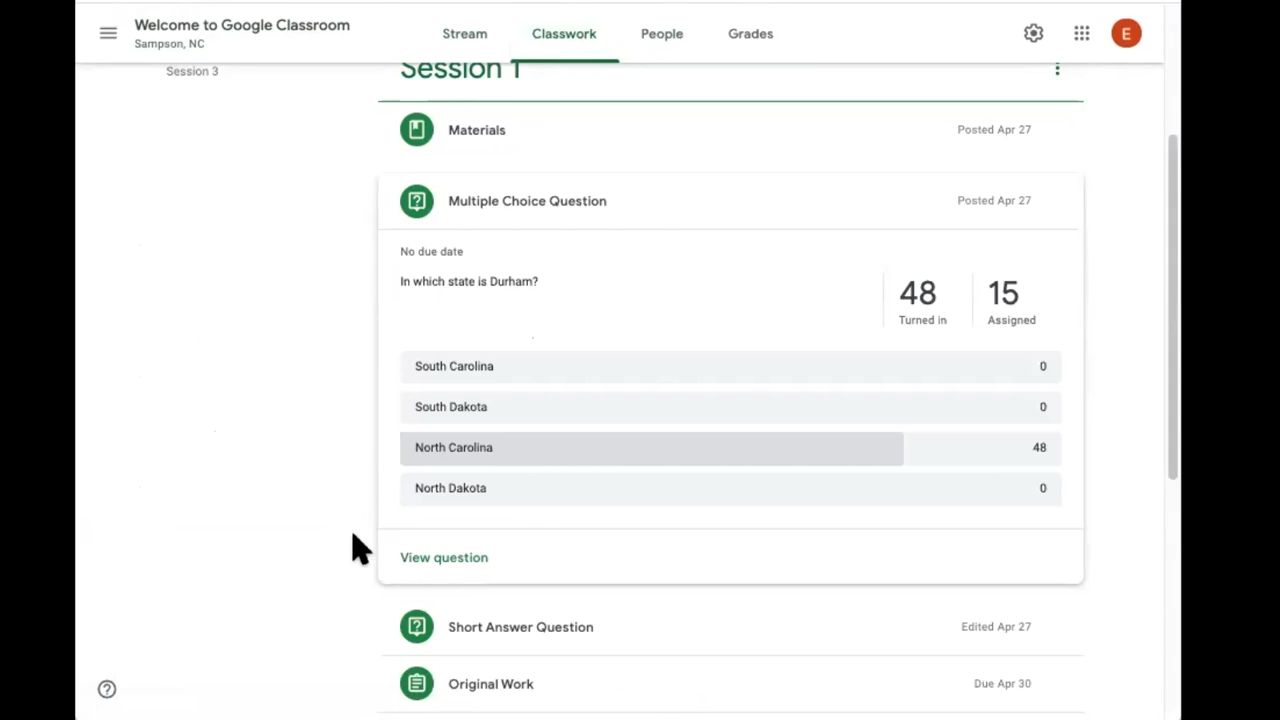 Welcome to Google Classroom
Sampson, NC
Stream
Classwork
People
Grades
E
Session 3
Session 1
Materials
Posted Apr 27
Multiple Choice Question
Posted Apr 27
No due date
In which state is Durham?
48
Turned in
15
Assigned
South Carolina 0
South Dakota 0
North Carolina 48
North Dakota 0
View question
Short Answer Question
Edited Apr 27
Original Work
Due Apr 30